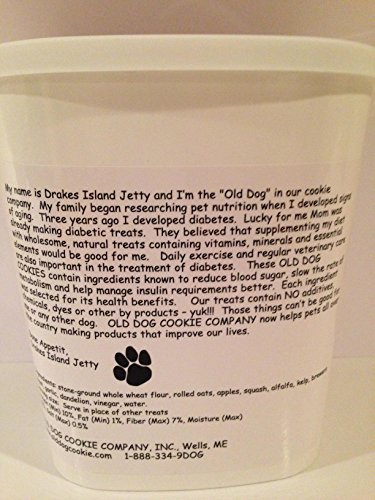 My name is Drakes Island Jetty and I'm the "Old Dog" in our cookie
company. My family began researching pet nutrition when I developed signs
of aging. Three years ago I developed diabetes. Lucky for me Mom was
already making diabetic treats. They believed that supplementing my diet
with wholesome, natural treats containing vitamins, minerals and essential
elements would be good for me. Daily exercise and regular veterinary care
are also important in the treatment of diabetes. These OLD DOG
COOKIES contain ingredients known to reduce blood sugar, slow the rate of
metabolism and help manage insulin requirements better. Each ingredient
was selected for its health benefits. Our treats contain NO additives,
chemicals, dyes or other by products - yuk!!! Those things can't be good for
or any other dog. OLD DOG COOKIE COMPANY now helps pets all over
country making products that improve our lives.
Appetit,
Drakes Island Jetty
stone-ground whole wheat flour, rolled oats, apples, squash, alfalfa, kelp, brewers
garlic, dandelion, vinegar, water.
Serve in place of other treats
(Min) 10%, Fat (Min) 1%, Fiber (Max) 7%, Moisture (Max)
(Max) 0.5%
DOG COOKIE COMPANY, INC., Wells, ME
olddogcookie.com 1-888-334-9DOG